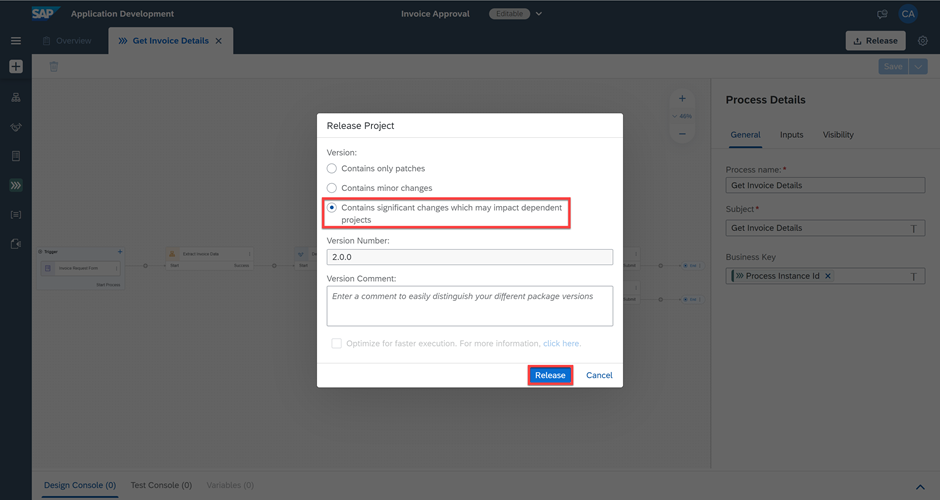 SAP Application Development
Invoice Approval
Editable
CA
Overview
Get Invoice Details
Release
Save
46%
Process Details
General Inputs Visibility
Process name:*
Get Invoice Details
Subject*
Get Invoice Details
Business Key
Process Instance Id
Trigger
Invoice Request Form
Start Process
Extract Invoice Data
Start Success
Start
Release Project
Version:
Contains only patches
Contains minor changes
Contains significant changes which may impact dependent
projects
Version Number:
2.0.0
Version Comment:
Enter a comment to easily distinguish your different package versions
Optimize for faster execution. For more information, click here.
Release Cancel
Design Console (0) Test Console (0) Variables (0)